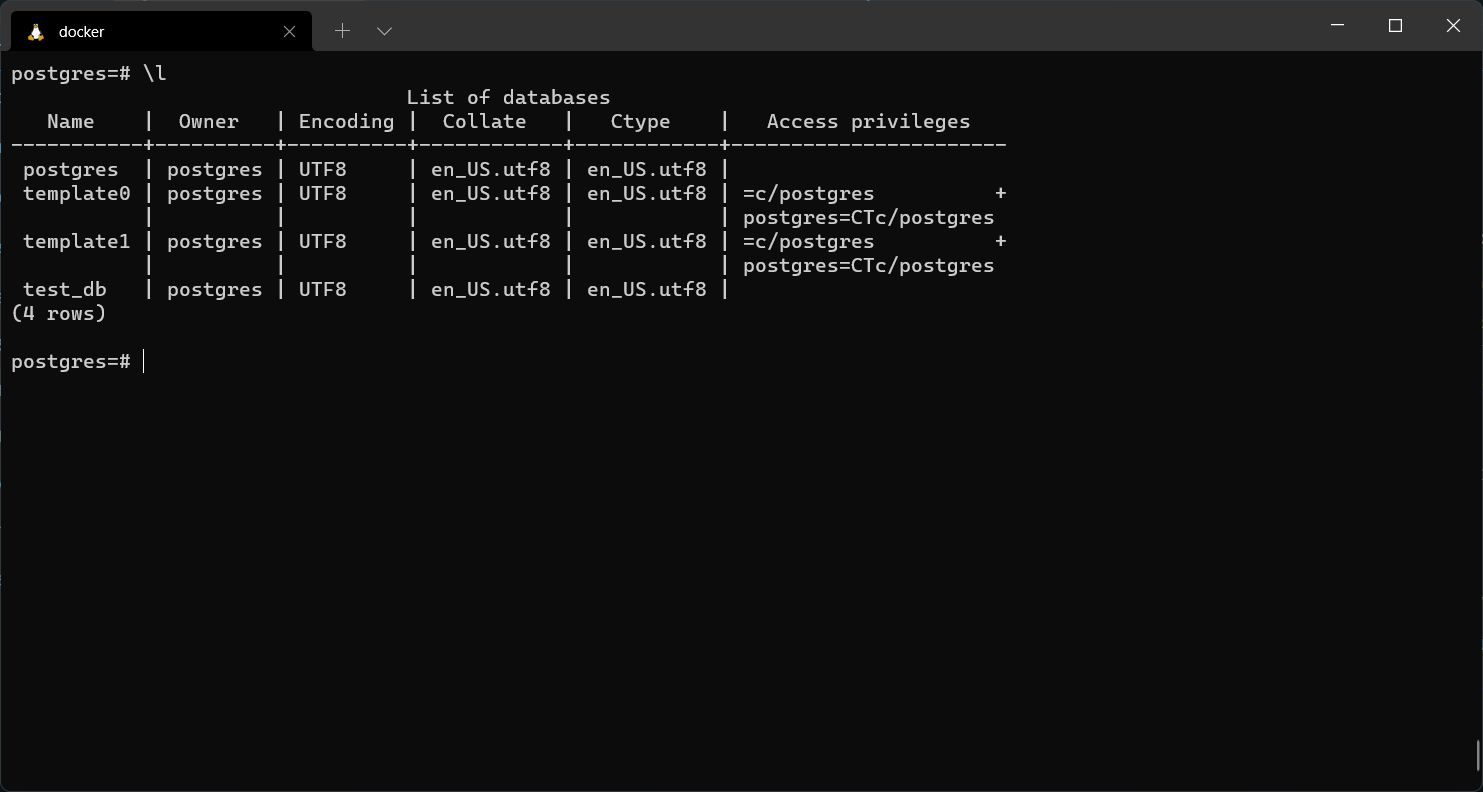 docker
postgres=# \l
                                 List of databases
   Name    |  Owner   | Encoding |  Collate   |   Ctype    |   Access privileges
-----------+----------+----------+------------+------------+-----------------------
 postgres  | postgres | UTF8     | en_US.utf8 | en_US.utf8 |
 template0 | postgres | UTF8     | en_US.utf8 | en_US.utf8 | =c/postgres          +
           |          |          |            |            | postgres=CTc/postgres
 template1 | postgres | UTF8     | en_US.utf8 | en_US.utf8 | =c/postgres          +
           |          |          |            |            | postgres=CTc/postgres
 test_db   | postgres | UTF8     | en_US.utf8 | en_US.utf8 |
(4 rows)
postgres=#